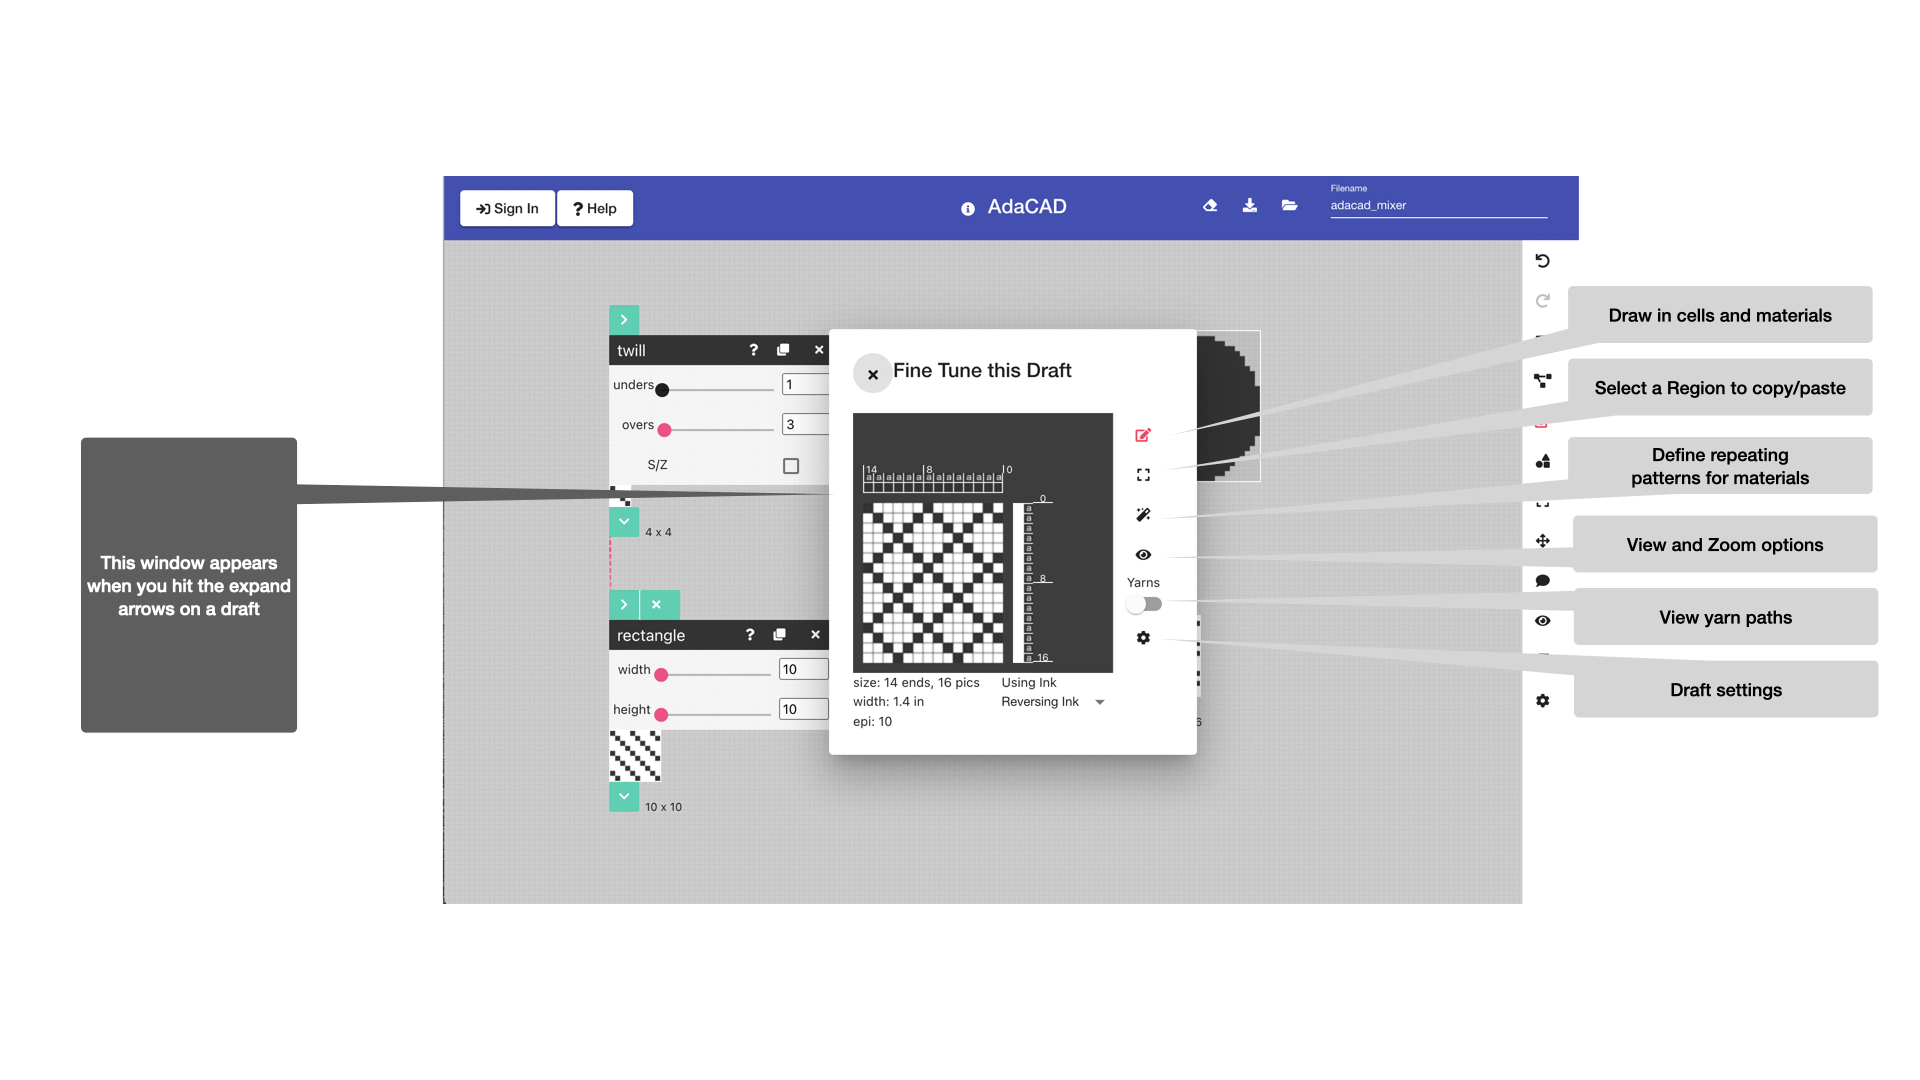 Sign In
? Help
AdaCAD
Filename
adacad_mixer
twill
?
unders
1
overs
3
S/Z
4 x 4
rectangle
?
width
10
height
10
10 x 10
Fine Tune this Draft
14
8
0
a a a a a a a a a a a a a a
0
a
a
a
a
a
a
a
8
a
a
a
a
a
a
a
a
a
16
size: 14 ends, 16 pics
width: 1.4 in
epi: 10
Using Ink
Reversing Ink
Yarns
6
This window appears
when you hit the expand
arrows on a draft
Draw in cells and materials
Select a Region to copy/paste
Define repeating
patterns for materials
View and Zoom options
View yarn paths
Draft settings